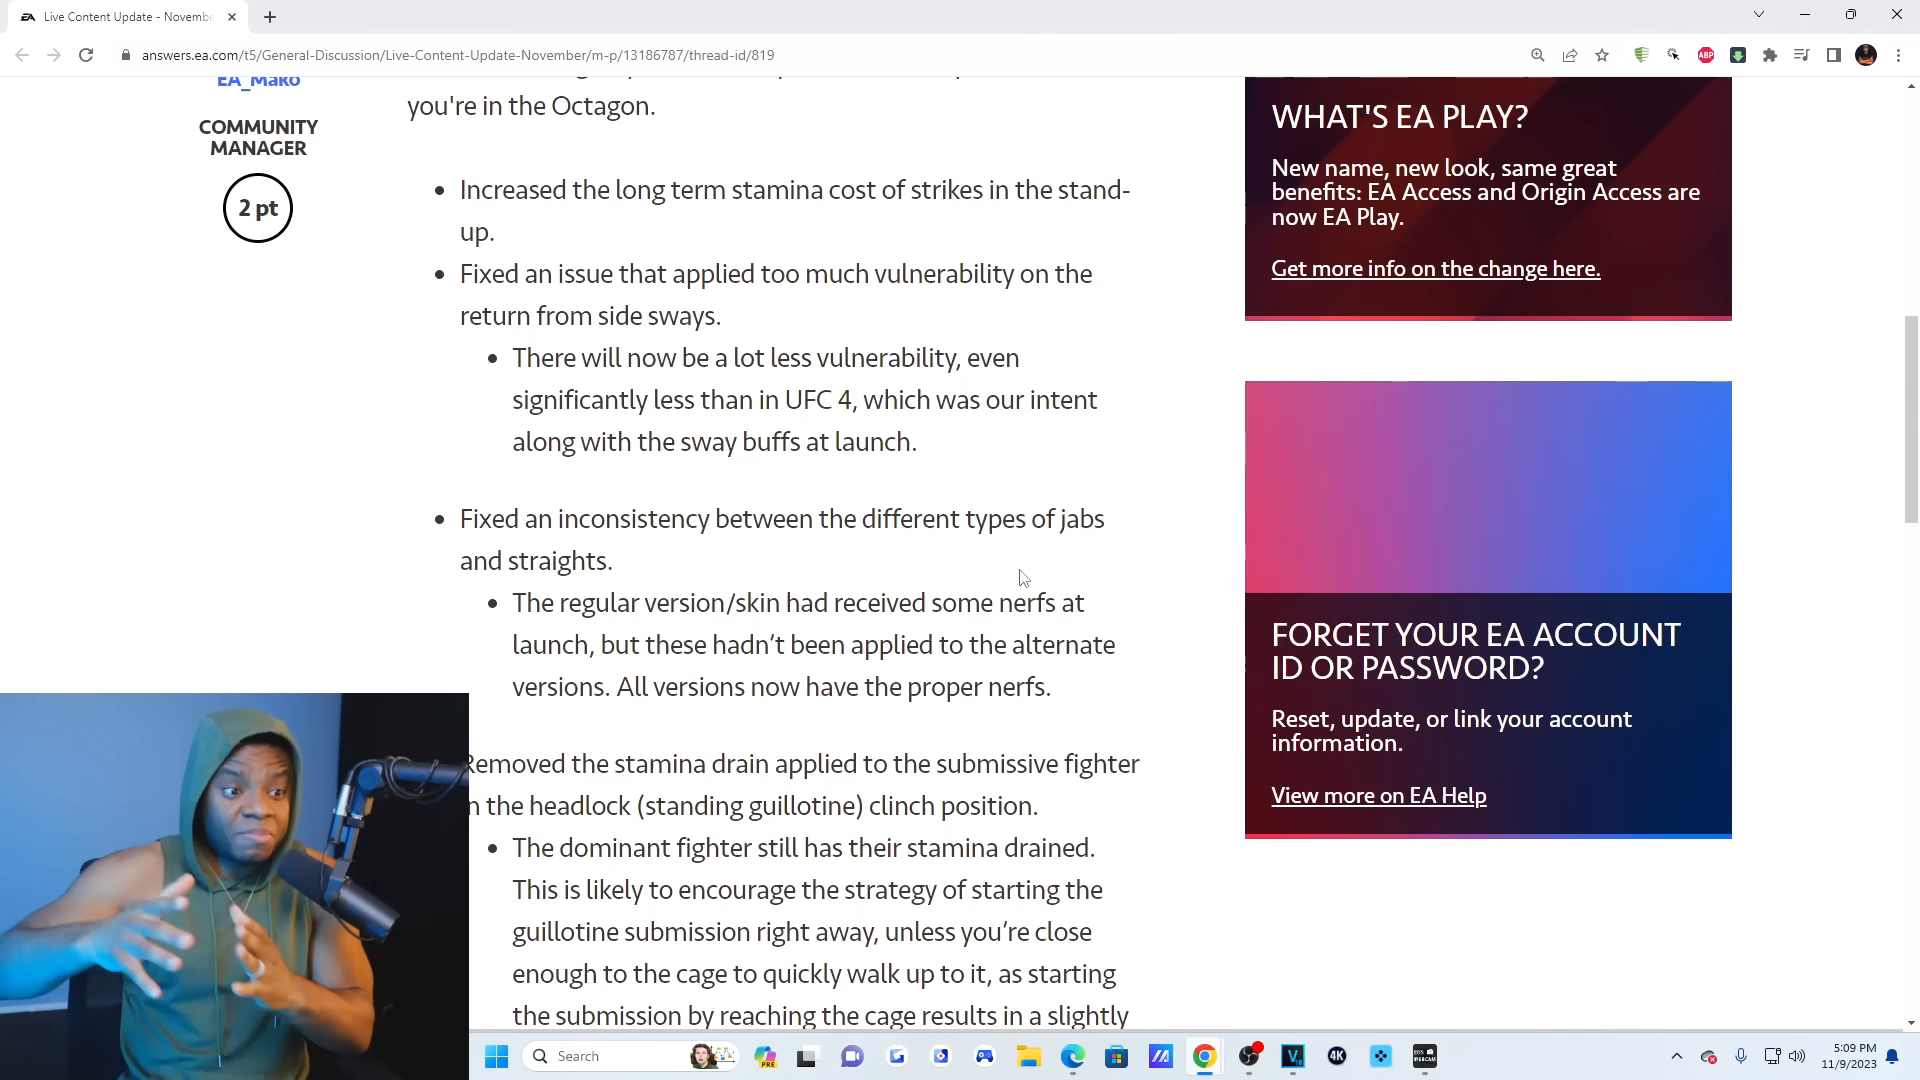 Live Content Update - Novembe
answers.ea.com/t5/General-Discussion/Live-Content-Update-November/m-p/13186787/thread-id/819
ABP
EA_Mako
COMMUNITY
MANAGER
2 pt
you're in the Octagon.
• Increased the long term stamina cost of strikes in the stand-
up.
• Fixed an issue that applied too much vulnerability on the
return from side sways.
• There will now be a lot less vulnerability, even
significantly less than in UFC 4, which was our intent
along with the sway buffs at launch.
• Fixed an inconsistency between the different types of jabs
and straights.
• The regular version/skin had received some nerfs at
launch, but these hadn’t been applied to the alternate
versions. All versions now have the proper nerfs.
Removed the stamina drain applied to the submissive fighter
in the headlock (standing guillotine) clinch position.
• The dominant fighter still has their stamina drained.
This is likely to encourage the strategy of starting the
guillotine submission right away, unless you’re close
enough to the cage to quickly walk up to it, as starting
the submission by reaching the cage results in a slightly
WHAT'S EA PLAY?
New name, new look, same great
benefits: EA Access and Origin Access are
now EA Play.
Get more info on the change here.
FORGET YOUR EA ACCOUNT
ID OR PASSWORD?
Reset, update, or link your account
information.
View more on EA Help
Search
PRE
4K
5:09 PM
11/9/2023